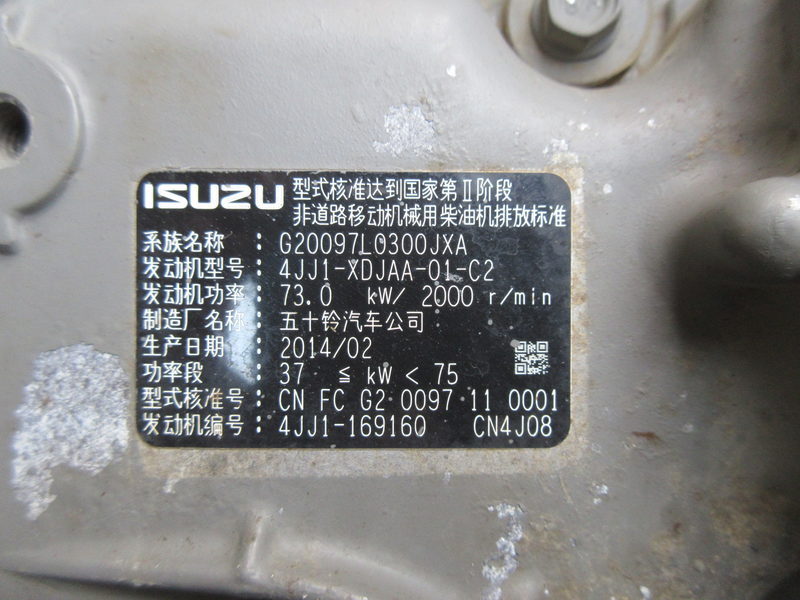 ISUZU 型式核准达到国家第Ⅱ阶段
非道路移动机械用柴油机排放标准
系族名称 : G20097L0300JXA
发动机型号 : 4JJ1-XDJAA-01-C2
发动机功率 : 73.0 kW/ 2000 r/min
制造厂名称 : 五十铃汽车公司
生产日期 : 2014/02
功率段 : 37 ≦ kW < 75
型式核准号 : CN FC G2 0097 11 0001
发动机编号 : 4JJ1-169160 CN4J08